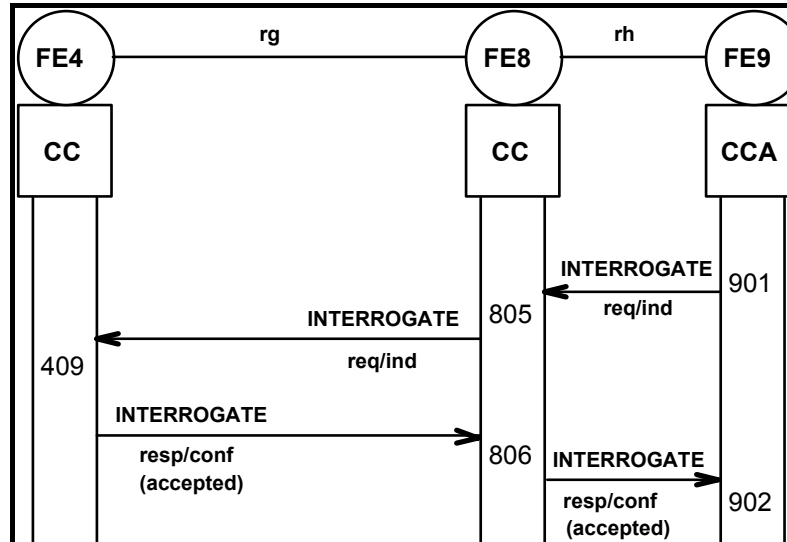 rg
rh
FE4
FE8
FE9
CC
CC
CCA
INTERROGATE
901
req/ind
INTERROGATE
805
req/ind
409
INTERROGATE
resp/conf
(accepted)
806
INTERROGATE
resp/conf
(accepted)
902